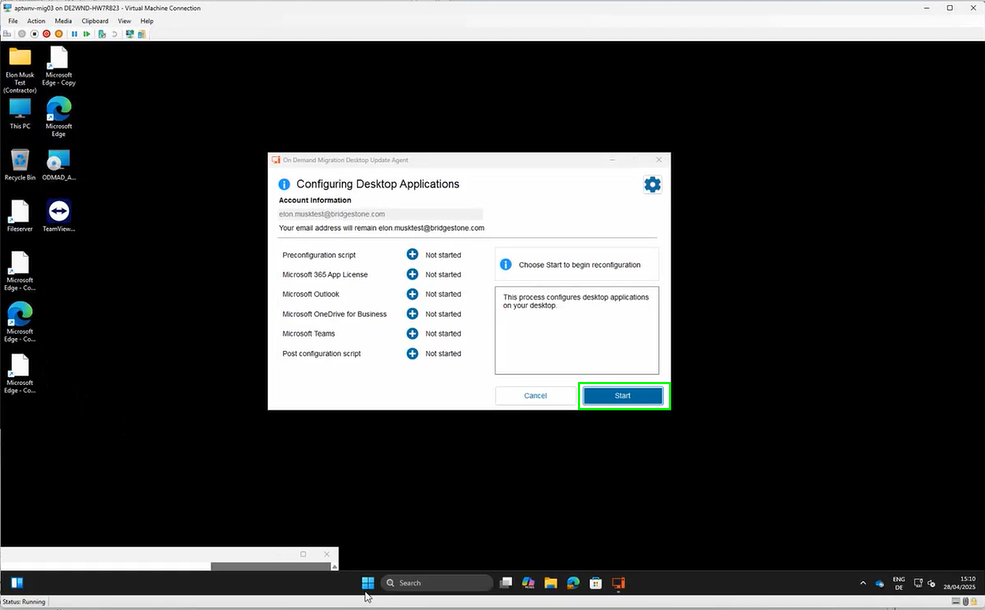 aptwnv-mig03 on DE2WND-HW7RB23 - Virtual Machine Connection
File Action Media Clipboard View Help
Elon Musk
Test
(Contractor)
Microsoft
Edge - Copy
This PC
Microsoft
Edge
Recycle Bin
ODMAD_A...
Fileserver
TeamView...
Microsoft
Edge - Co...
Microsoft
Edge - Co...
Microsoft
Edge - Co...
On Demand Migration Desktop Update Agent
Configuring Desktop Applications
Account Information
elon.musktest@bridgestone.com
Your email address will remain elon.musktest@bridgestone.com
Preconfiguration script Not started
Microsoft 365 App License Not started
Microsoft Outlook Not started
Microsoft OneDrive for Business Not started
Microsoft Teams Not started
Post configuration script Not started
Choose Start to begin reconfiguration
This process configures desktop applications
on your desktop.
Cancel Start
Search
ENG
DE
15:10
28/04/2025
Status: Running